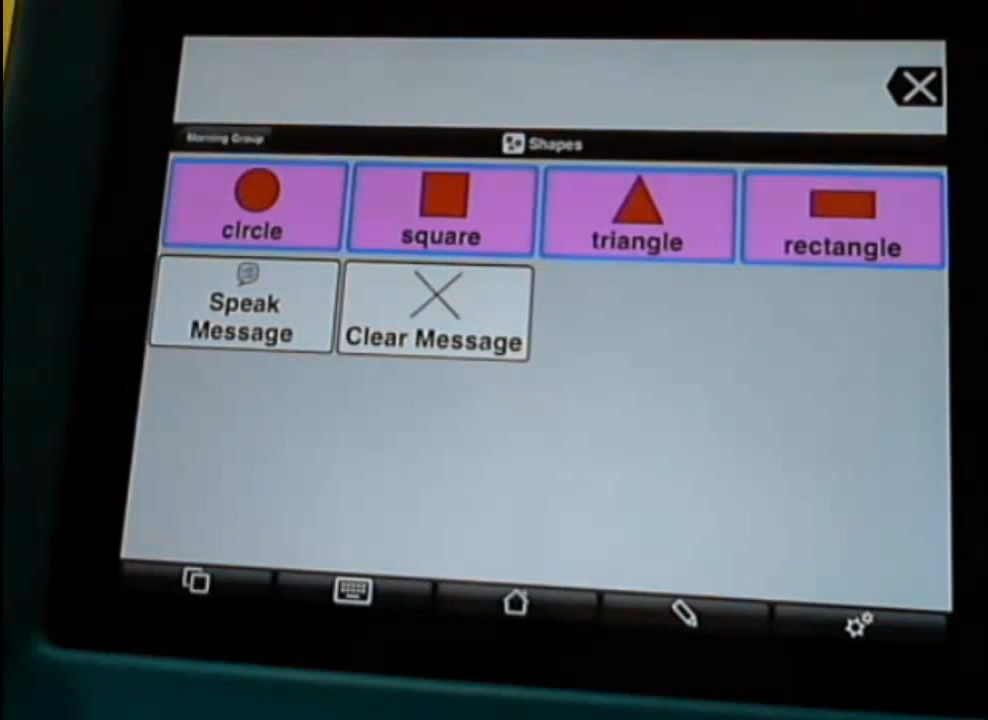 Morning Group
Shapes
circle
square
triangle
rectangle
Speak
Message
Clear Message